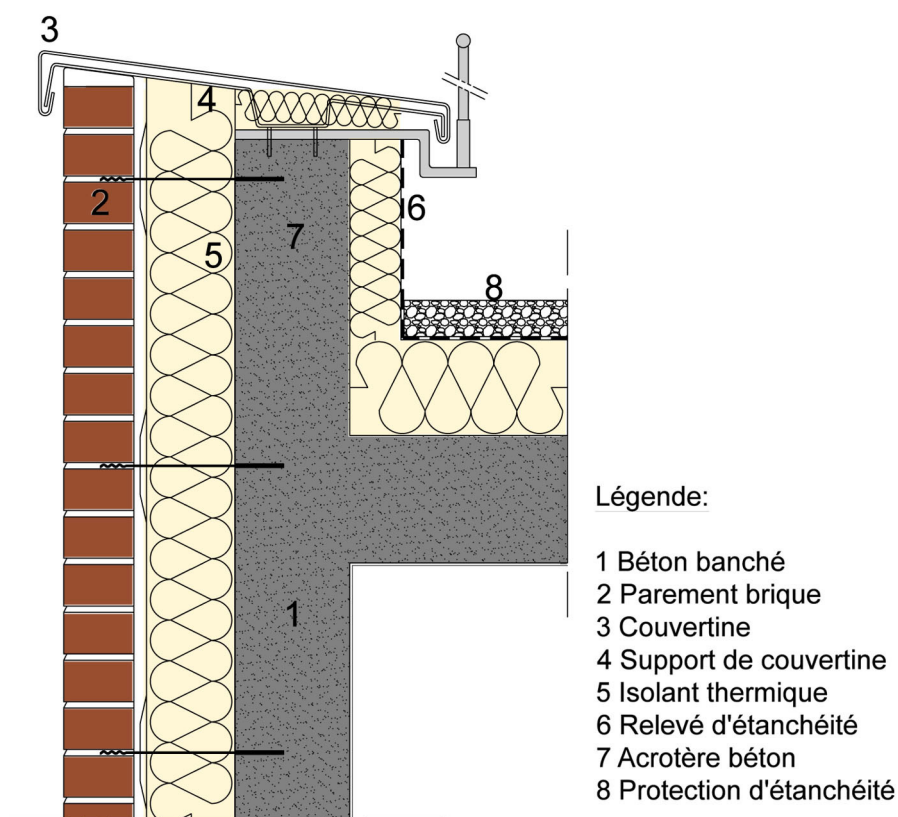 3
4
2
6
7
5
8
1
Légende:
1 Béton banché
2 Parement brique
3 Couvertine
4 Support de couvertine
5 Isolant thermique
6 Relevé d'étanchéité
7 Acrotère béton
8 Protection d'étanchéité